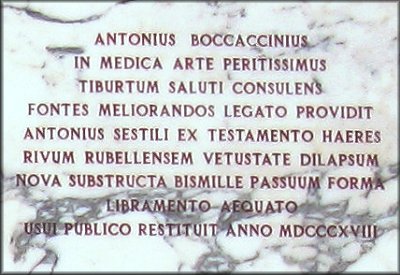 ANTONIUS BOCCACCINIUS
IN MEDICA ARTE PERITISSIMUS
TIBURTUM SALUTI CONSULENS
FONTES MELIORANDOS LEGATO PROVIDIT
ANTONIUS SESTILI EX TESTAMENTO HAERES
RIVUM RUBELLENSEM VETUSTATE DILAPSUM
NOVA SUBSTRUCTA BISMILLE PASSUUM FORMA
LIBRAMENTO AEQUATO
USUI PUBLICO RESTITUIT ANNO MDCCCXVIII